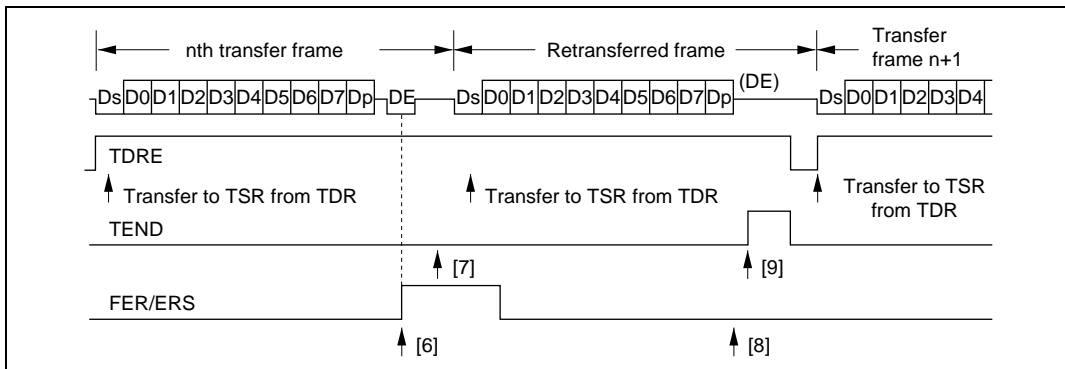 nth transfer frame
Retransferred frame
Transfer
frame n+1
Ds D0 D1 D2 D3 D4 D5 D6 D7 Dp DE
Ds D0 D1 D2 D3 D4 D5 D6 D7 Dp (DE)
Ds D0 D1 D2 D3 D4
TDRE
Transfer to TSR from TDR
Transfer to TSR from TDR
Transfer to TSR
from TDR
TEND
[7]
[9]
FER/ERS
[6]
[8]